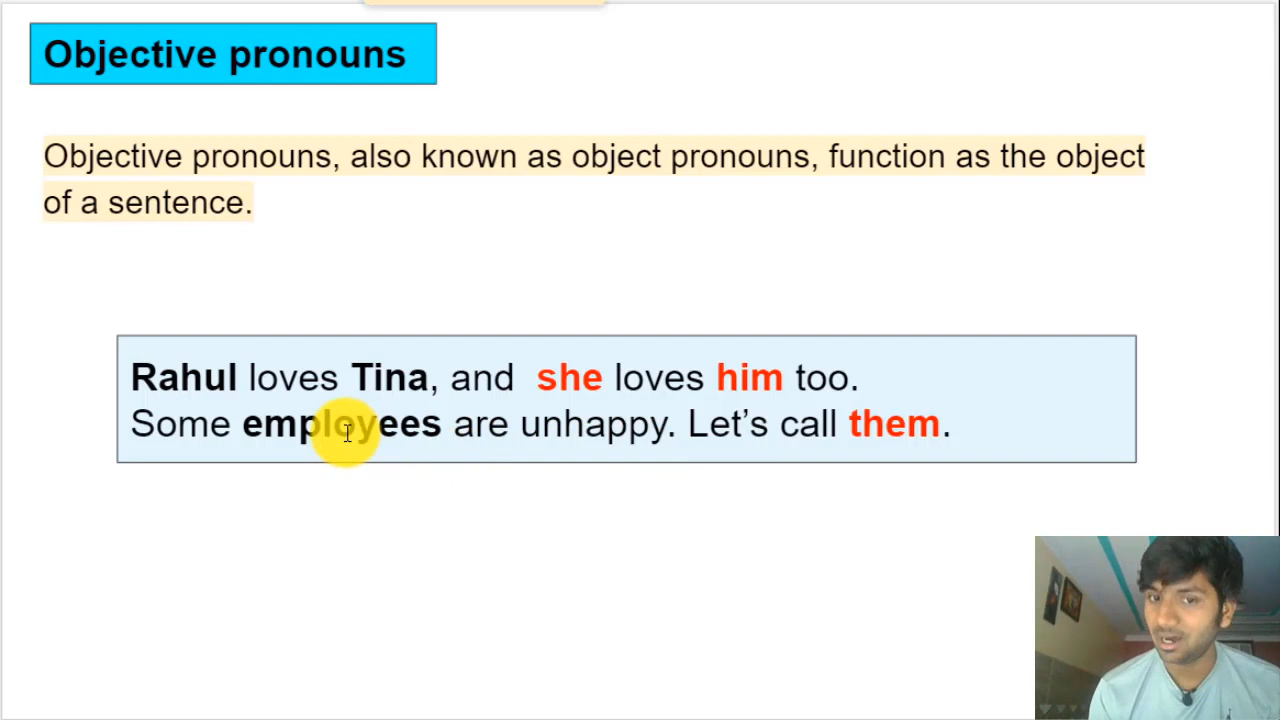 Objective pronouns
Objective pronouns, also known as object pronouns, function as the object
of a sentence.
Rahul loves Tina, and she loves him too.
Some employees are unhappy. Let’s call them.